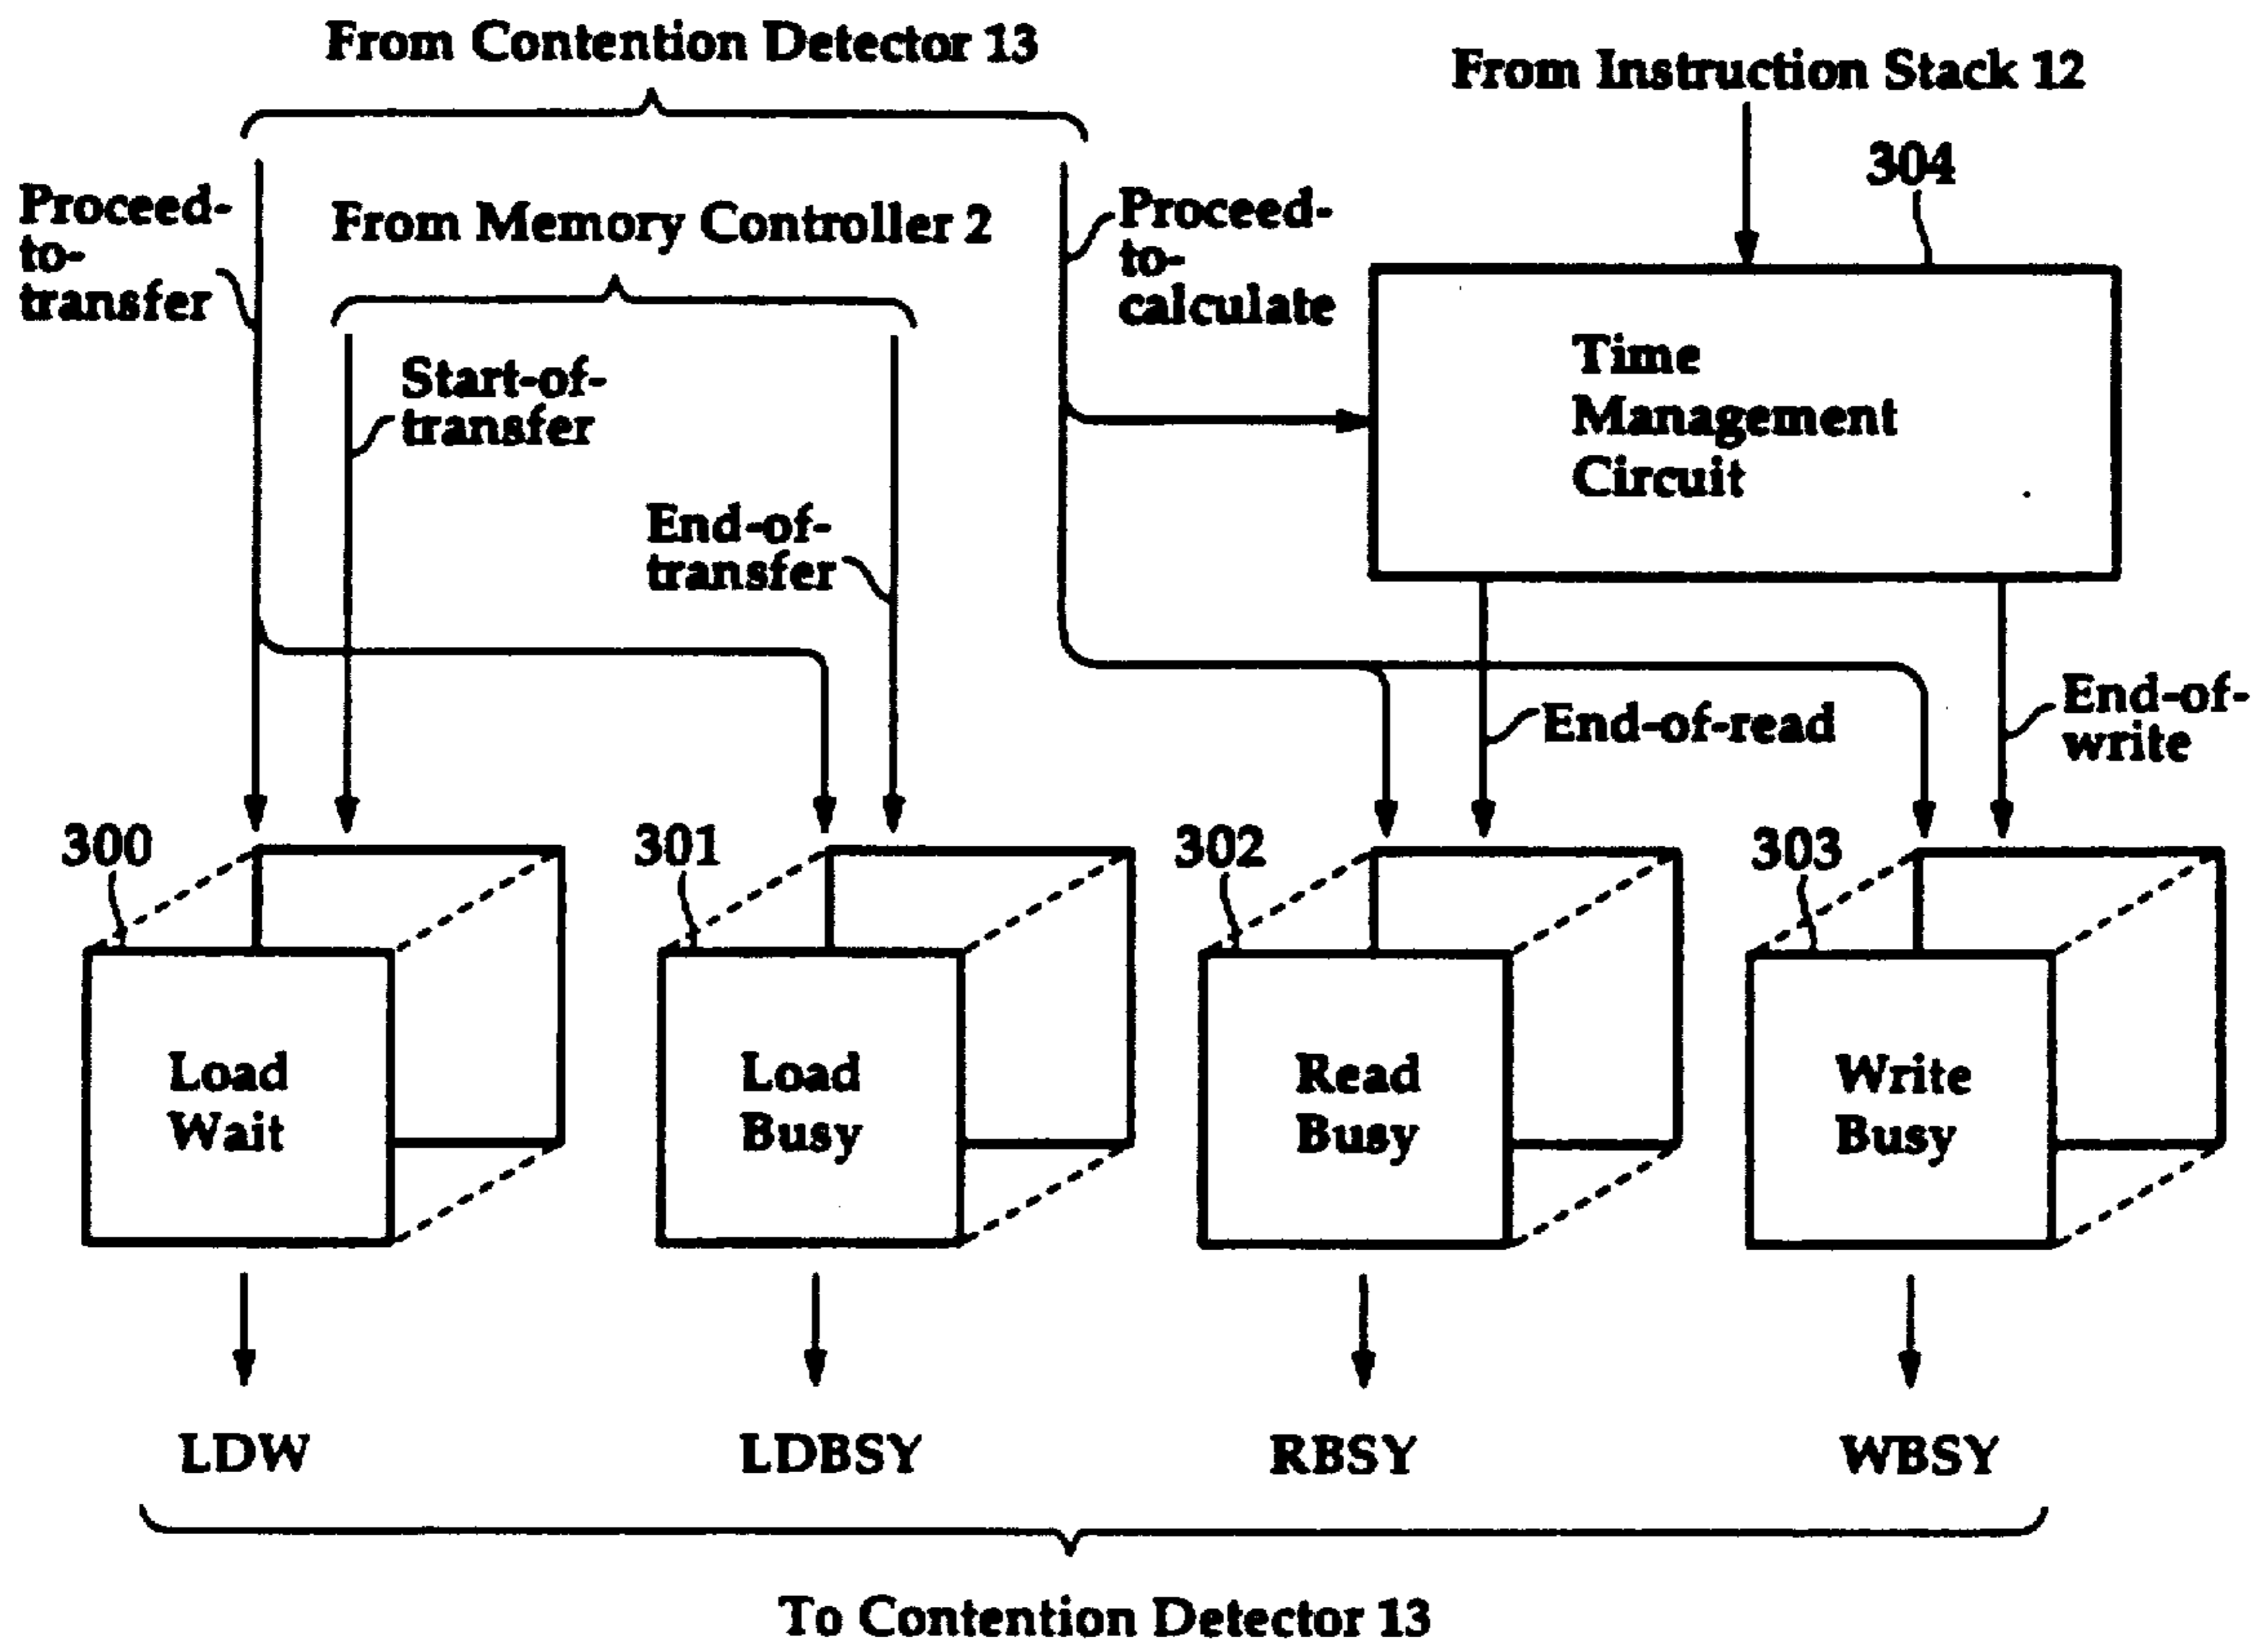 From Contention Detector 13
From Instruction Stack 12
304
Proceed-
to-
transfer
From Memory Controller 2
Proceed-
to-
calculate
Start-of-
transfer
Time
Management
Circuit
End-of-
transfer
End-of-read
End-of-
write
300
301
302
303
Load
Wait
Load
Busy
Read
Busy
Write
Busy
LDW
LDBSY
RBSY
WBSY
To Contention Detector 13